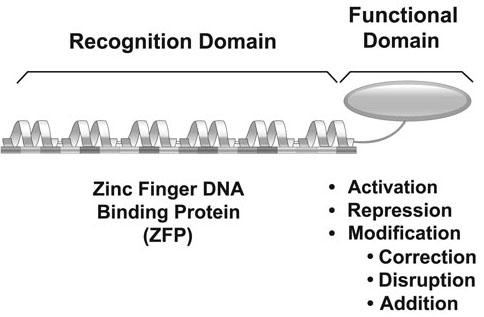 Recognition Domain
Functional
Domain
Zinc Finger DNA
Binding Protein
(ZFP)
• Activation
• Repression
• Modification
• Correction
• Disruption
• Addition